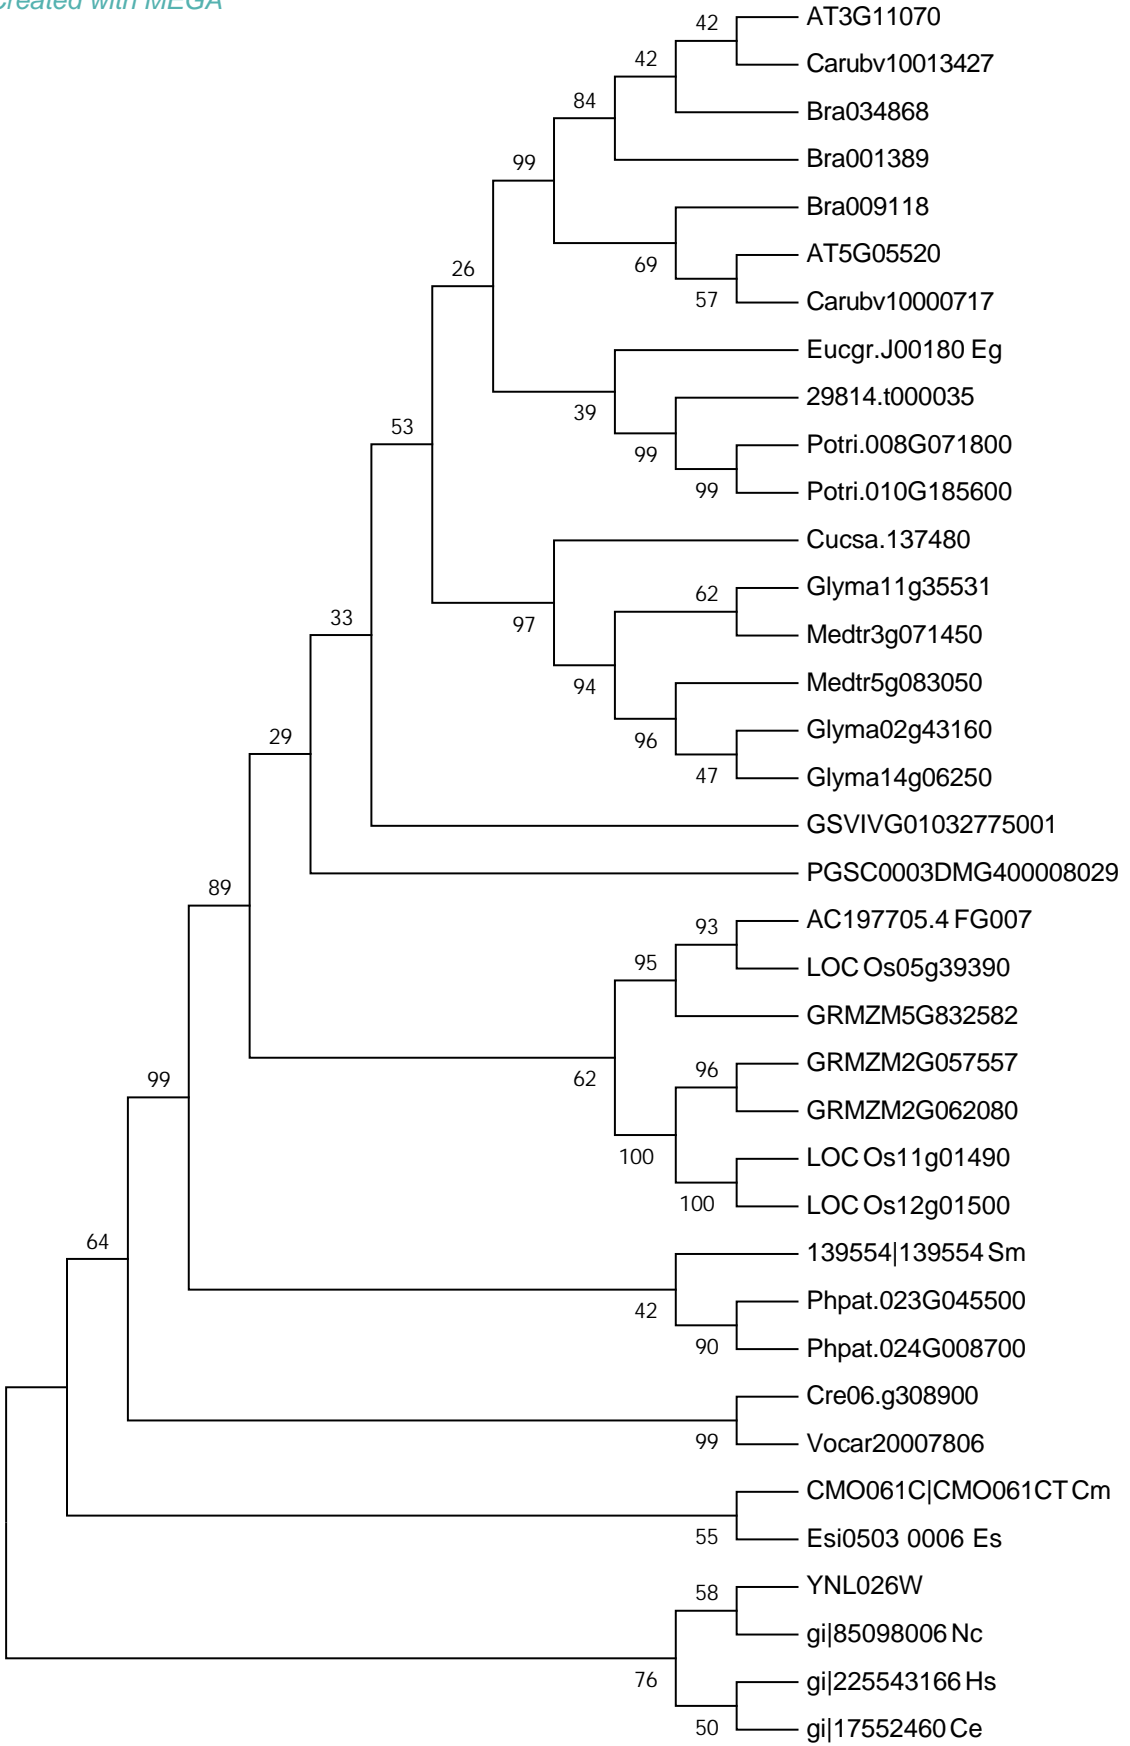 Created with MEGA
42
AT3G11070
42
Carubv10013427
84
Bra034868
99
Bra001389
Bra009118
69
AT5G05520
26
57
Carubv10000717
Eucgr.J00180 Eg
39
29814.t000035
53
99
Potri.008G071800
99
Potri.010G185600
Cucsa.137480
62
Glyma11g35531
97
Medtr3g071450
33
94
Medtr5g083050
96
Glyma02g43160
29
47
Glyma14g06250
GSVIVG01032775001
PGSC0003DMG400008029
89
93
AC197705.4 FG007
95
LOC Os05g39390
GRMZM5G832582
62
96
GRMZM2G057557
99
GRMZM2G062080
100
LOC Os11g01490
100
LOC Os12g01500
64
139554|139554 Sm
42
Phpat.023G045500
90
Phpat.024G008700
Cre06.g308900
99
Vocar20007806
CMO061C|CMO061CT Cm
55
Esi0503 0006 Es
58
YNL026W
gi|85098006 Nc
76
gi|225543166 Hs
50
gi|17552460 Ce